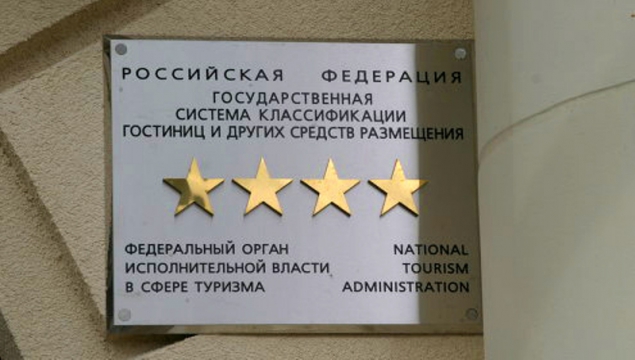 РОССИЙСКАЯ ФЕДЕРАЦИЯ
ГОСУДАРСТВЕННАЯ
СИСТЕМА КЛАССИФИКАЦИИ
ГОСТИНИЦ И ДРУГИХ СРЕДСТВ РАЗМЕЩЕНИЯ
ФЕДЕРАЛЬНЫЙ ОРГАН
ИСПОЛНИТЕЛЬНОЙ ВЛАСТИ
В СФЕРЕ ТУРИЗМА
NATIONAL
TOURISM
ADMINISTRATION